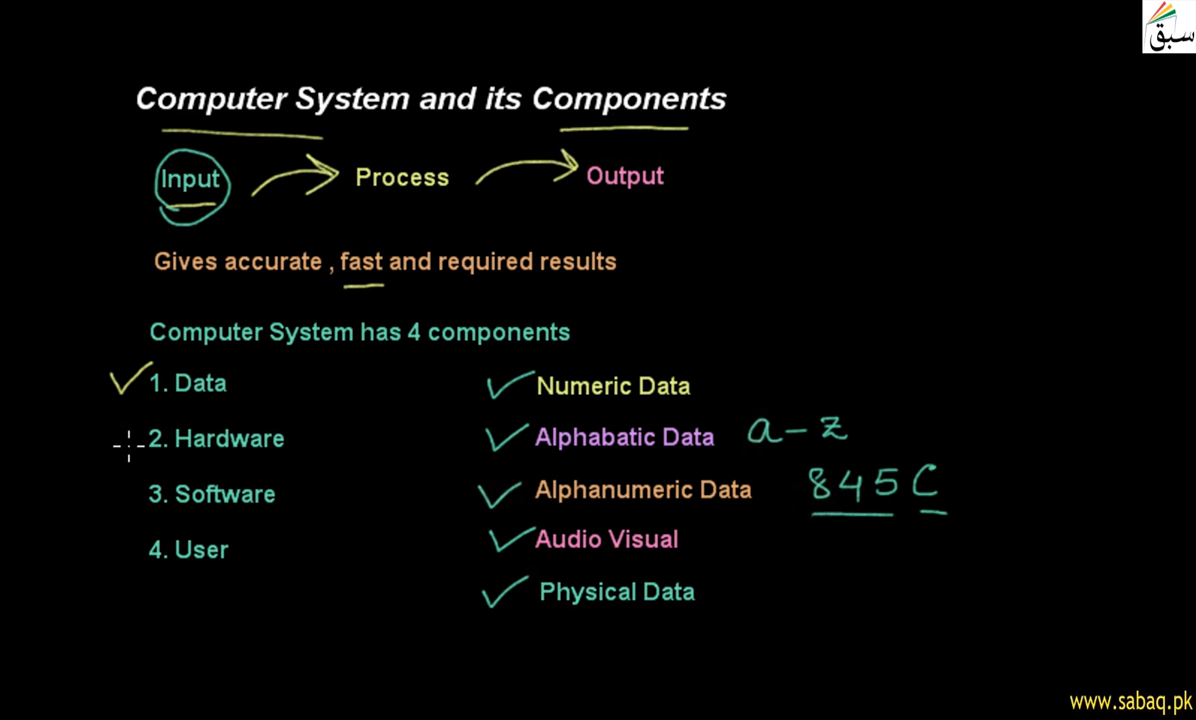 سبق
Computer System and its Components
Input Process Output
Gives accurate , fast and required results
Computer System has 4 components
1. Data Numeric Data
2. Hardware Alphabatic Data a - z
3. Software Alphanumeric Data 845 C
4. User Audio Visual
Physical Data
www.sabaq.pk